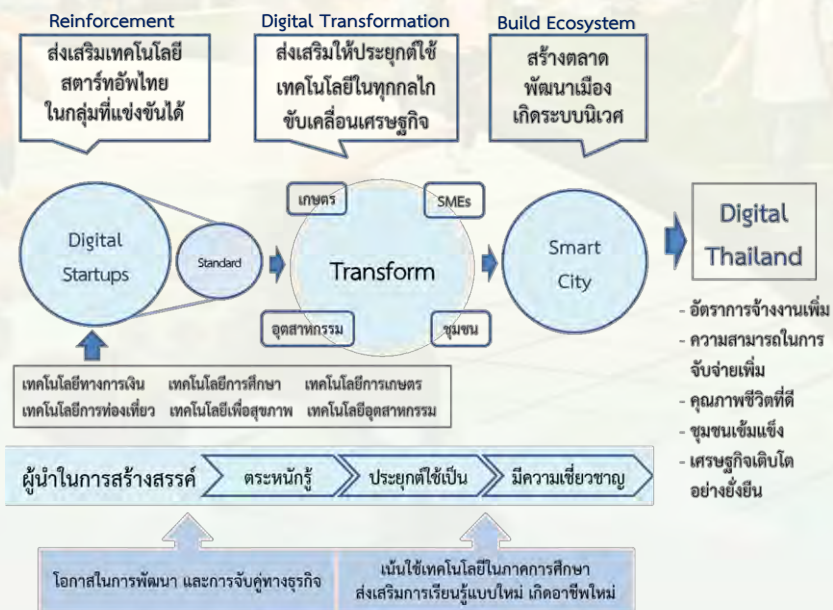 Reinforcement
Digital Transformation
Build Ecosystem
ส่งเสริมเทคโนโลยี
สตาร์ทอัพไทย
ในกลุ่มที่แข่งขันได้
ส่งเสริมให้ประยุกต์ใช้
เทคโนโลยีในทุกกลไก
ขับเคลื่อนเศรษฐกิจ
สร้างตลาด
พัฒนาเมือง
เกิดระบบนิเวศ
Digital
Startups
Standard
เกษตร
SMEs
Transform
อุตสาหกรรม
ชุมชน
Smart
City
Digital
Thailand
- อัตราการจ้างงานเพิ่ม
- ความสามารถในการ
จับจ่ายเพิ่ม
- คุณภาพชีวิตที่ดี
- ชุมชนเข้มแข็ง
- เศรษฐกิจเติบโต
อย่างยั่งยืน
เทคโนโลยีทางการเงิน เทคโนโลยีการศึกษา เทคโนโลยีการเกษตร
เทคโนโลยีการท่องเที่ยว เทคโนโลยีเพื่อสุขภาพ เทคโนโลยีอุตสาหกรรม
ผู้นำในการสร้างสรรค์ ตระหนักรู้ ประยุกต์ใช้เป็น มีความเชี่ยวชาญ
โอกาสในการพัฒนา และการจับคู่ทางธุรกิจ
เน้นใช้เทคโนโลยีในภาคการศึกษา
ส่งเสริมการเรียนรู้แบบใหม่ เกิดอาชีพใหม่